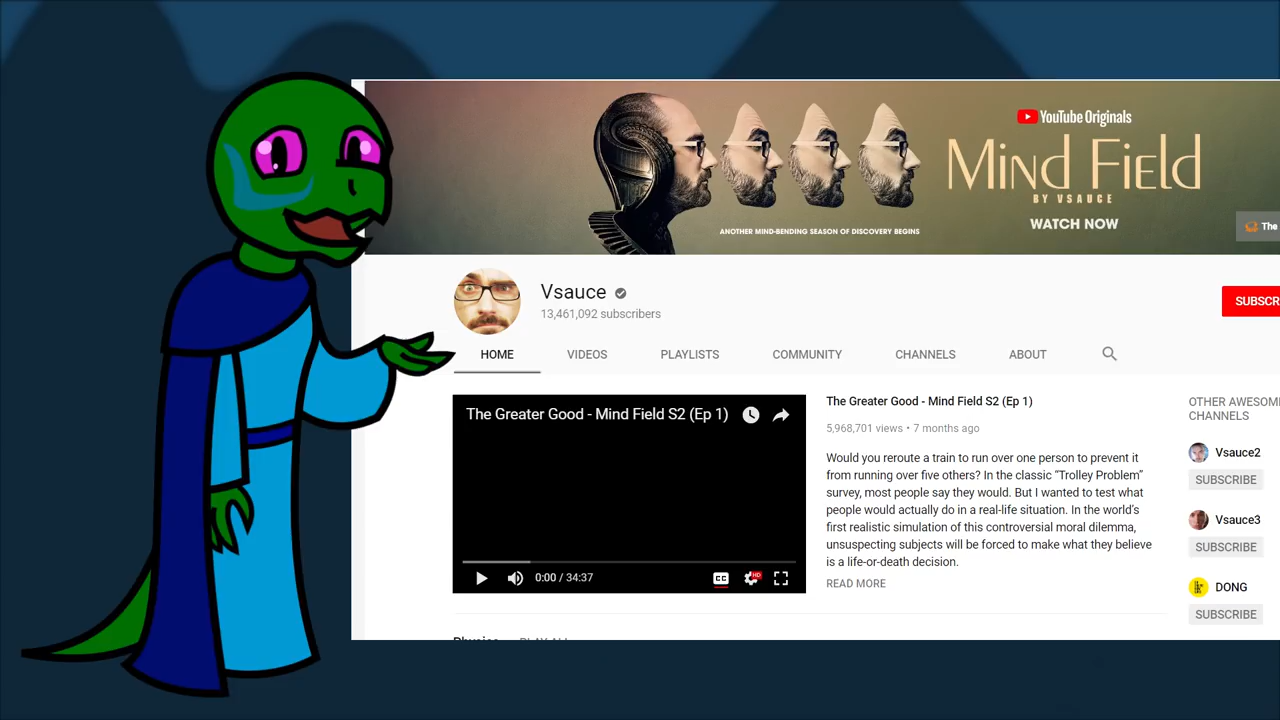 YouTube Originals
MIND FIELD
BY VSAUCE
WATCH NOW
ANOTHER MIND-BENDING SEASON OF DISCOVERY BEGINS
The
Vsauce
13,461,092 subscribers
SUBSCR
HOME VIDEOS PLAYLISTS COMMUNITY CHANNELS ABOUT
The Greater Good - Mind Field S2 (Ep 1)
0:00 / 34:37
CC
HD
The Greater Good - Mind Field S2 (Ep 1)
5,968,701 views • 7 months ago
Would you reroute a train to run over one person to prevent it
from running over five others? In the classic “Trolley Problem”
survey, most people say they would. But I wanted to test what
people would actually do in a real-life situation. In the world’s
first realistic simulation of this controversial moral dilemma,
unsuspecting subjects will be forced to make what they believe
is a life-or-death decision.
READ MORE
OTHER AWESOM
CHANNELS
Vsauce2
SUBSCRIBE
Vsauce3
SUBSCRIBE
DONG
SUBSCRIBE